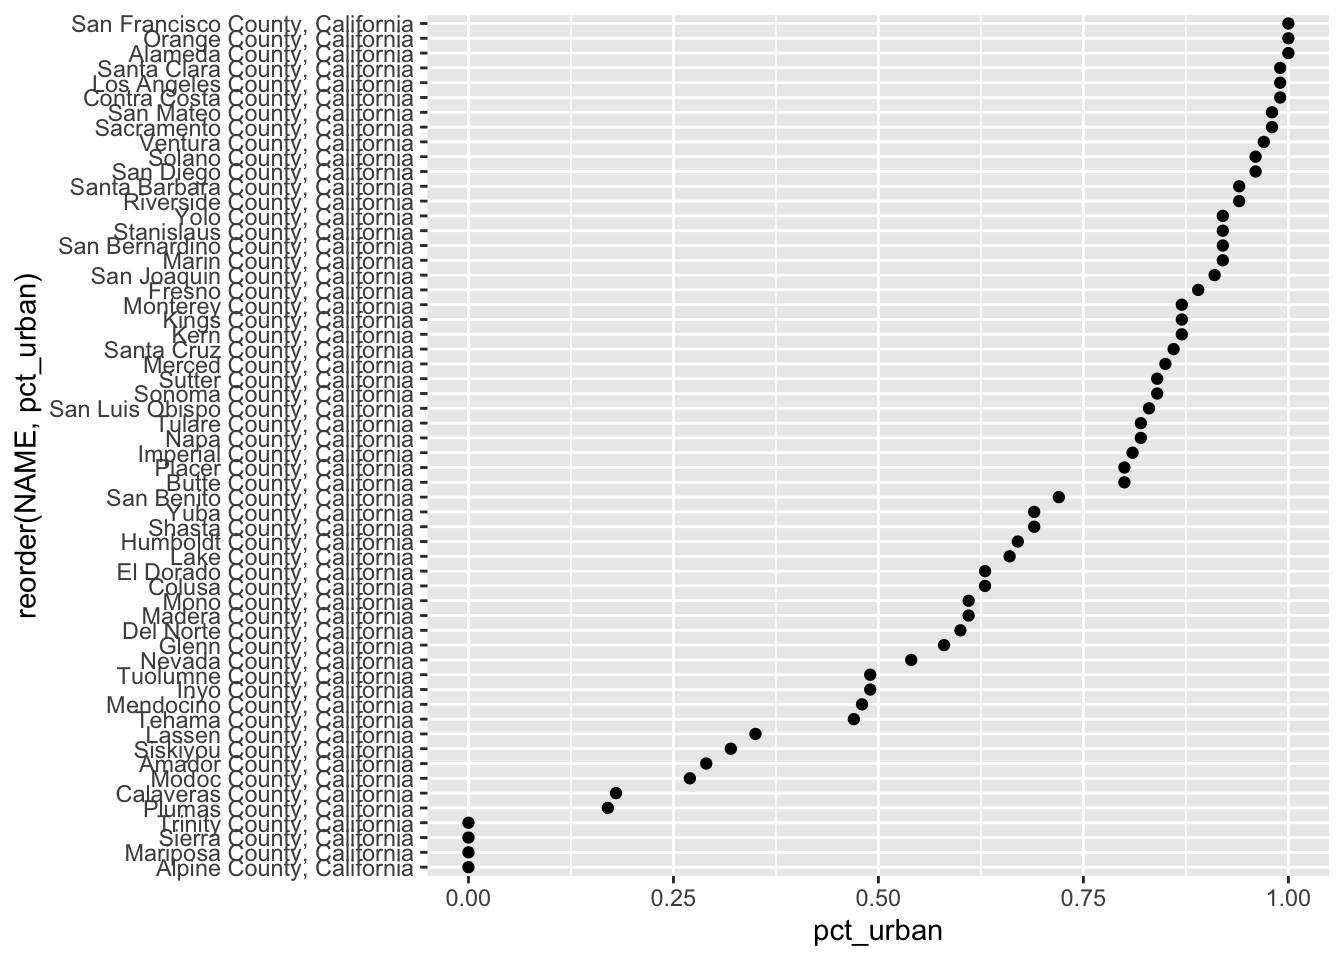 San Francisco County, California
Orange County, California
Alameda County, California
Santa Clara County, California
Los Angeles County, California
Contra Costa County, California
San Mateo County, California
Sacramento County, California
Ventura County, California
Solano County, California
San Diego County, California
Santa Barbara County, California
Riverside County, California
Yolo County, California
Stanislaus County, California
San Bernardino County, California
Marin County, California
San Joaquin County, California
Fresno County, California
Monterey County, California
Kings County, California
Kern County, California
Santa Cruz County, California
Merced County, California
Sutter County, California
Sonoma County, California
San Luis Obispo County, California
Tulare County, California
Napa County, California
Imperial County, California
Placer County, California
Butte County, California
San Benito County, California
Yuba County, California
Shasta County, California
Humboldt County, California
Lake County, California
El Dorado County, California
Colusa County, California
Mono County, California
Madera County, California
Del Norte County, California
Glenn County, California
Nevada County, California
Tuolumne County, California
Inyo County, California
Mendocino County, California
Tehama County, California
Lassen County, California
Siskiyou County, California
Amador County, California
Modoc County, California
Calaveras County, California
Plumas County, California
Trinity County, California
Sierra County, California
Mariposa County, California
Alpine County, California
reorder(NAME, pct_urban)
0.00 0.25 0.50 0.75 1.00
pct_urban